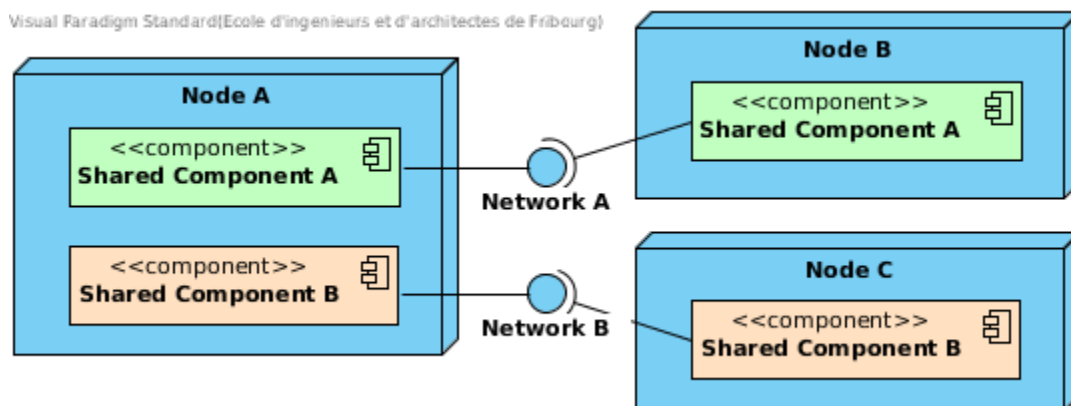 Visual Paradigm Standard(Ecole d'ingenieurs et d'architectes de Fribourg)
Node A
<<component>>
Shared Component A
<<component>>
Shared Component B
Network A
Network B
Node B
<<component>>
Shared Component A
Node C
<<component>>
Shared Component B